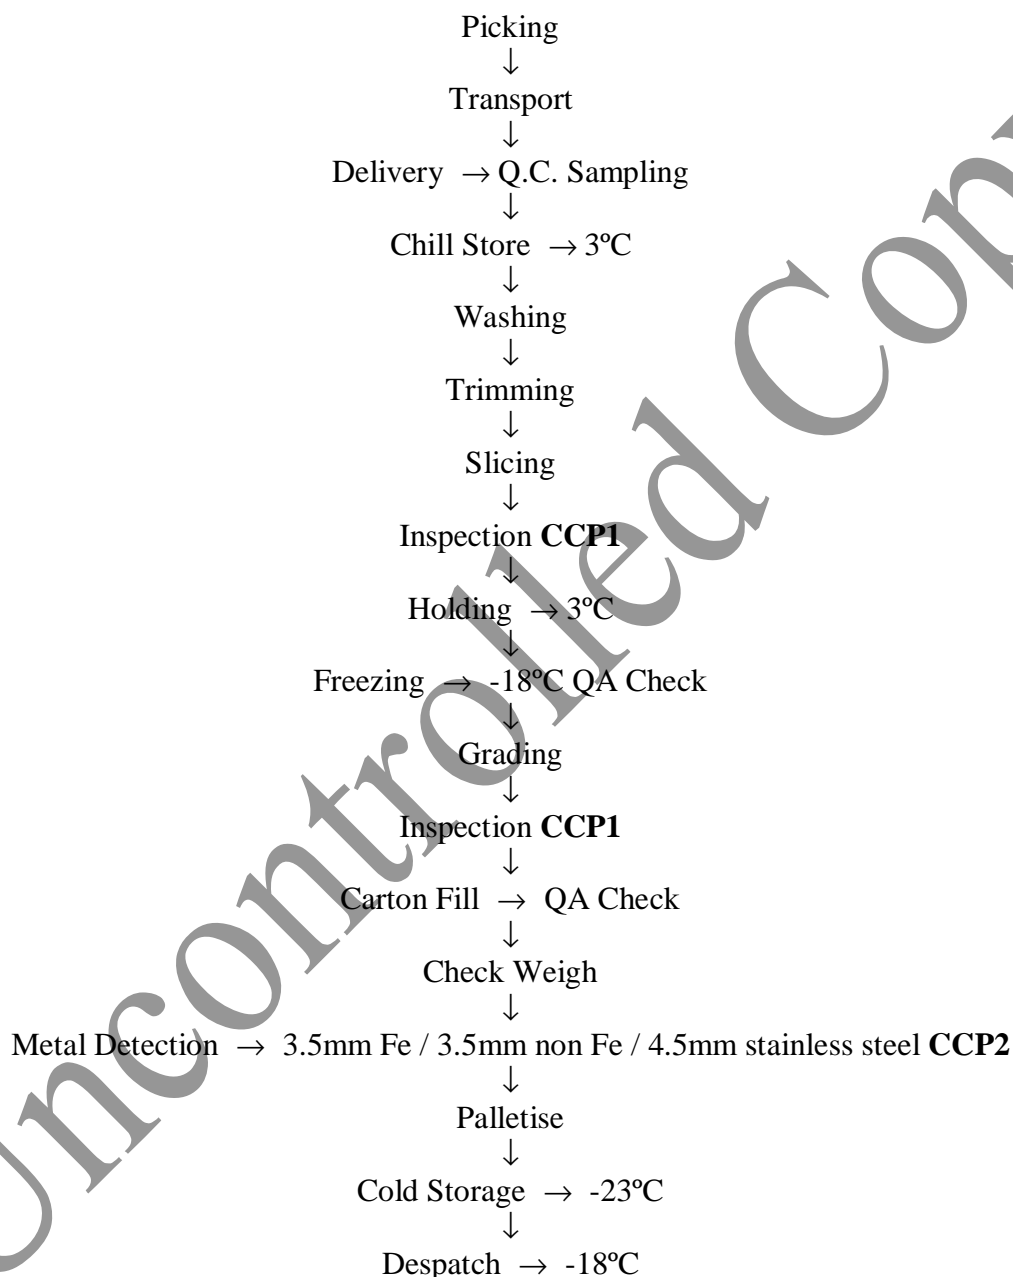 Picking
↓
Transport
↓
Delivery → Q.C. Sampling
↓
Chill Store → 3ºC
↓
Washing
↓
Trimming
↓
Slicing
↓
Inspection CCP1
↓
Holding → 3ºC
↓
Freezing → -18ºC QA Check
↓
Grading
↓
Inspection CCP1
↓
Carton Fill → QA Check
↓
Check Weigh
↓
Metal Detection → 3.5mm Fe / 3.5mm non Fe / 4.5mm stainless steel CCP2
↓
Palletise
↓
Cold Storage → -23ºC
↓
Despatch → -18ºC
Uncontrolled Copy